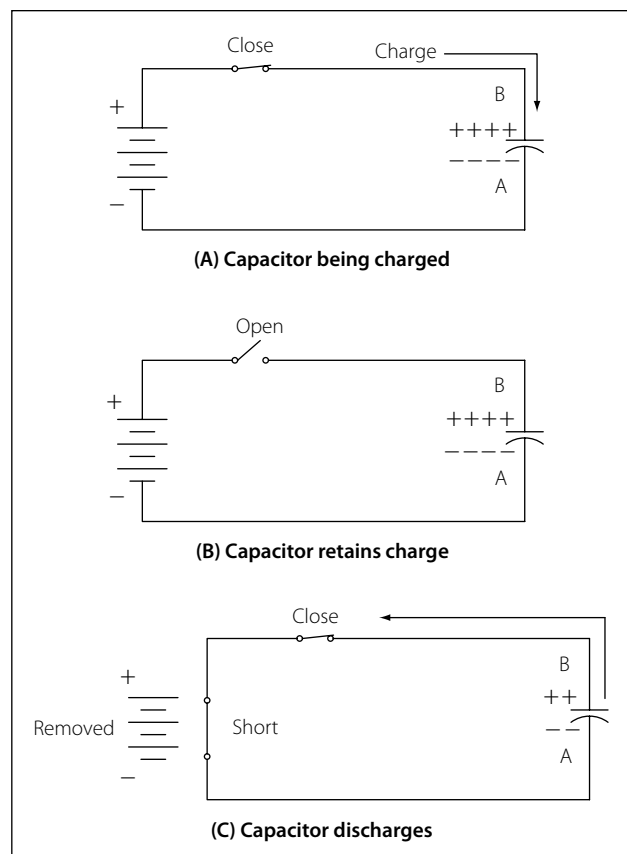 Close
Charge
B
+
++++
−−−−
−
A
(A) Capacitor being charged
Open
B
+
++++
−−−−
−
A
(B) Capacitor retains charge
Close
B
+
++
Removed
Short
−−
A
−
(C) Capacitor discharges